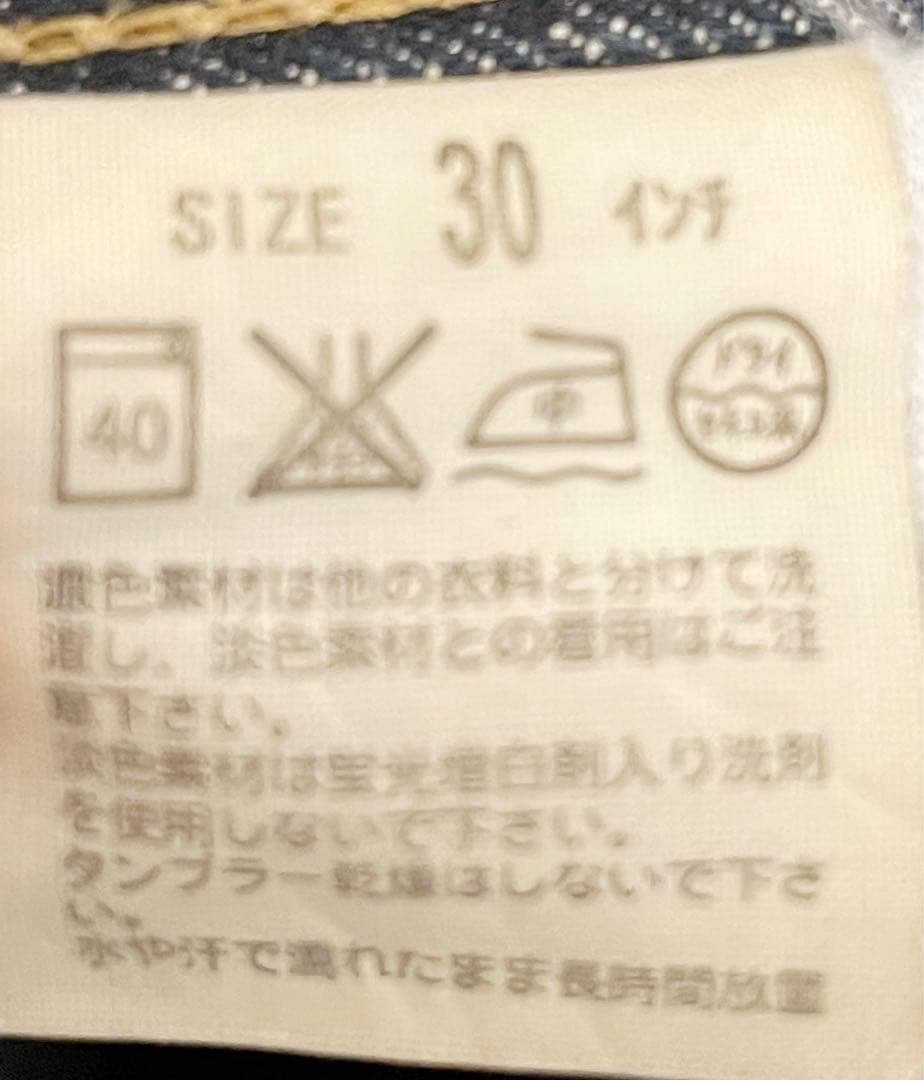 SIZE 30 インチ
40 中 ドライ
濃色素材は他の衣料と分けて洗
濯し、淡色素材との着用はご注
意下さい。
淡色素材は蛍光増白剤入り洗剤
を使用しないで下さい。
タンブラー乾燥はしないで下さ
い。
水や汗で濡れたまま長時間放置